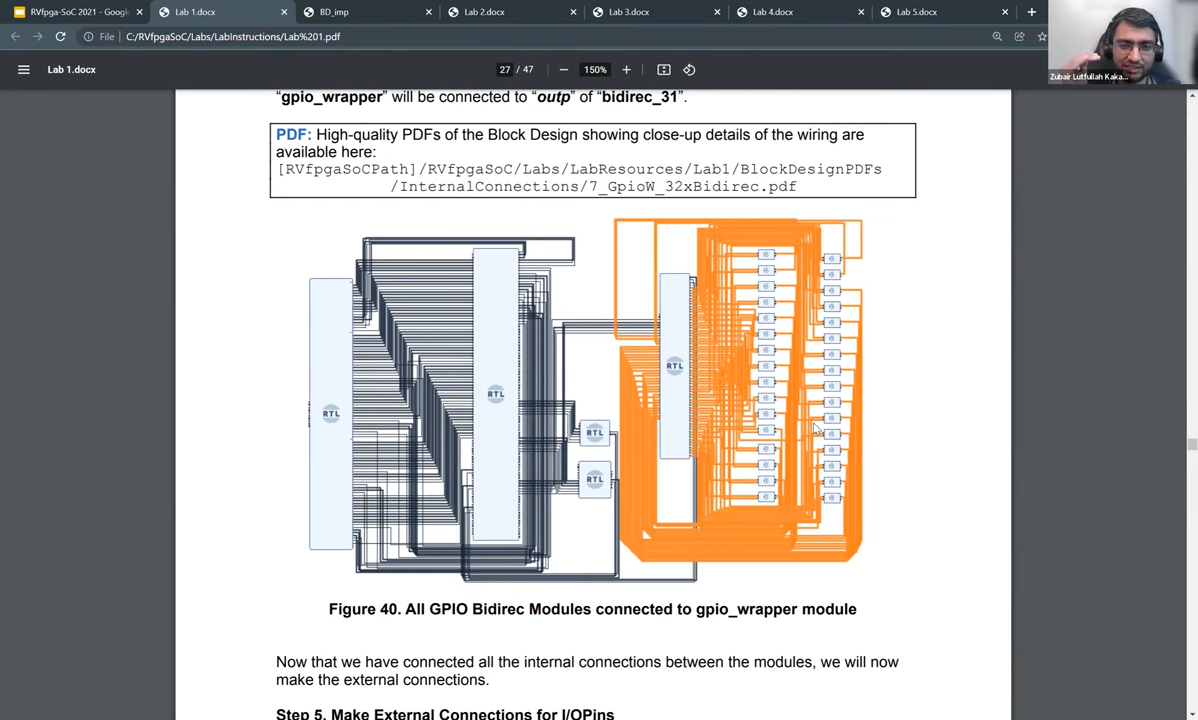 RVfpga-SoC 2021 - Google
Lab 1.docx
BD_imp
Lab 2.docx
Lab 3.docx
Lab 4.docx
Lab 5.docx
File
C:/RVfpgaSoC/Labs/LabInstructions/Lab%201.pdf
Zubair Lutfullah Kaka...
Lab 1.docx
27 / 47
150%
“gpio_wrapper” will be connected to “outp” of “bidirec_31”.
PDF: High-quality PDFs of the Block Design showing close-up details of the wiring are
available here:
[RVfpgaSoCPath]/RVfpgaSoC/Labs/LabResources/Lab1/BlockDesignPDFs
/InternalConnections/7_GpioW_32xBidirec.pdf
RTL
RTL
RTL
RTL
RTL
Figure 40. All GPIO Bidirec Modules connected to gpio_wrapper module
Now that we have connected all the internal connections between the modules, we will now
make the external connections.
Step 5. Make External Connections for I/OPins